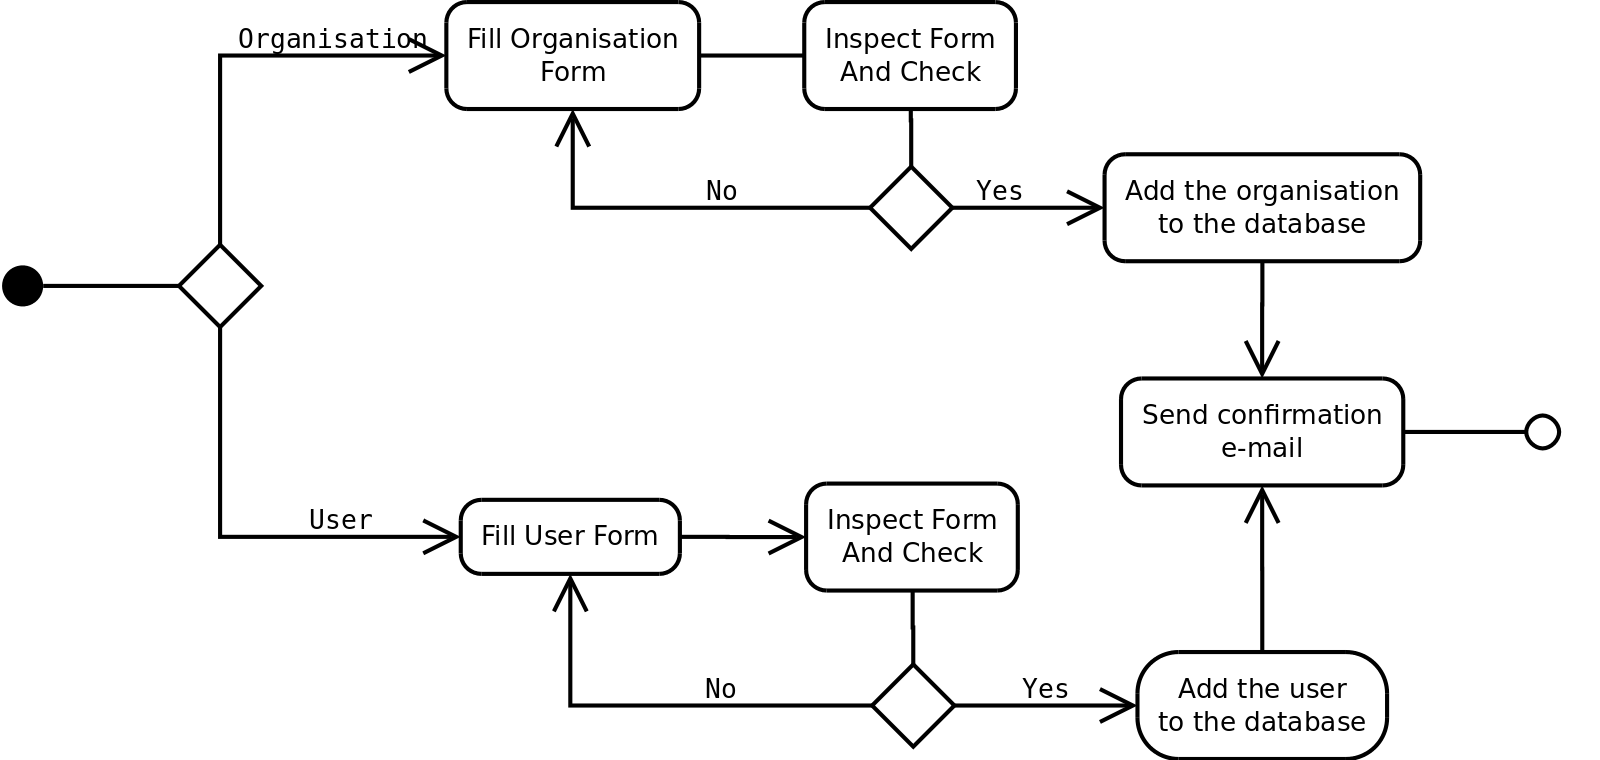 Organisation
Fill Organisation
Form
Inspect Form
And Check
No
Yes
Add the organisation
to the database
Send confirmation
e-mail
User
Fill User Form
Inspect Form
And Check
No
Yes
Add the user
to the database